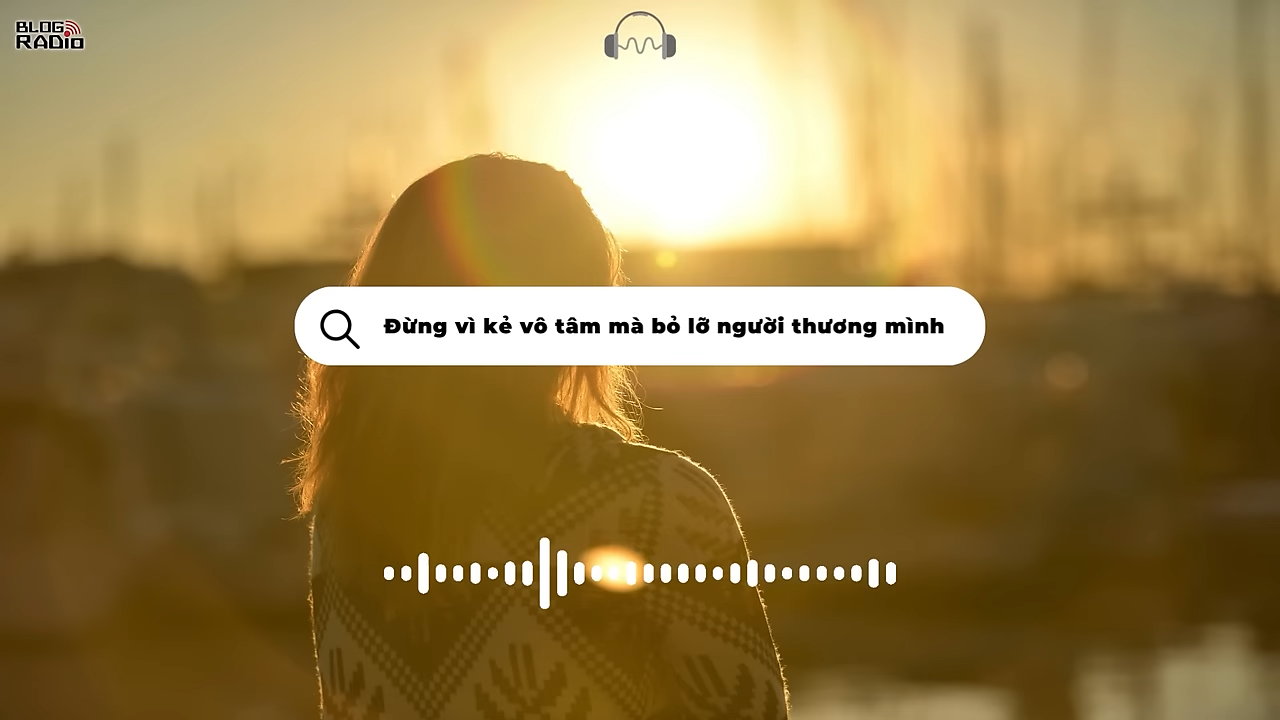 BLOG
RADIO
Đừng vì kẻ vô tâm mà bỏ lỡ người thương mình